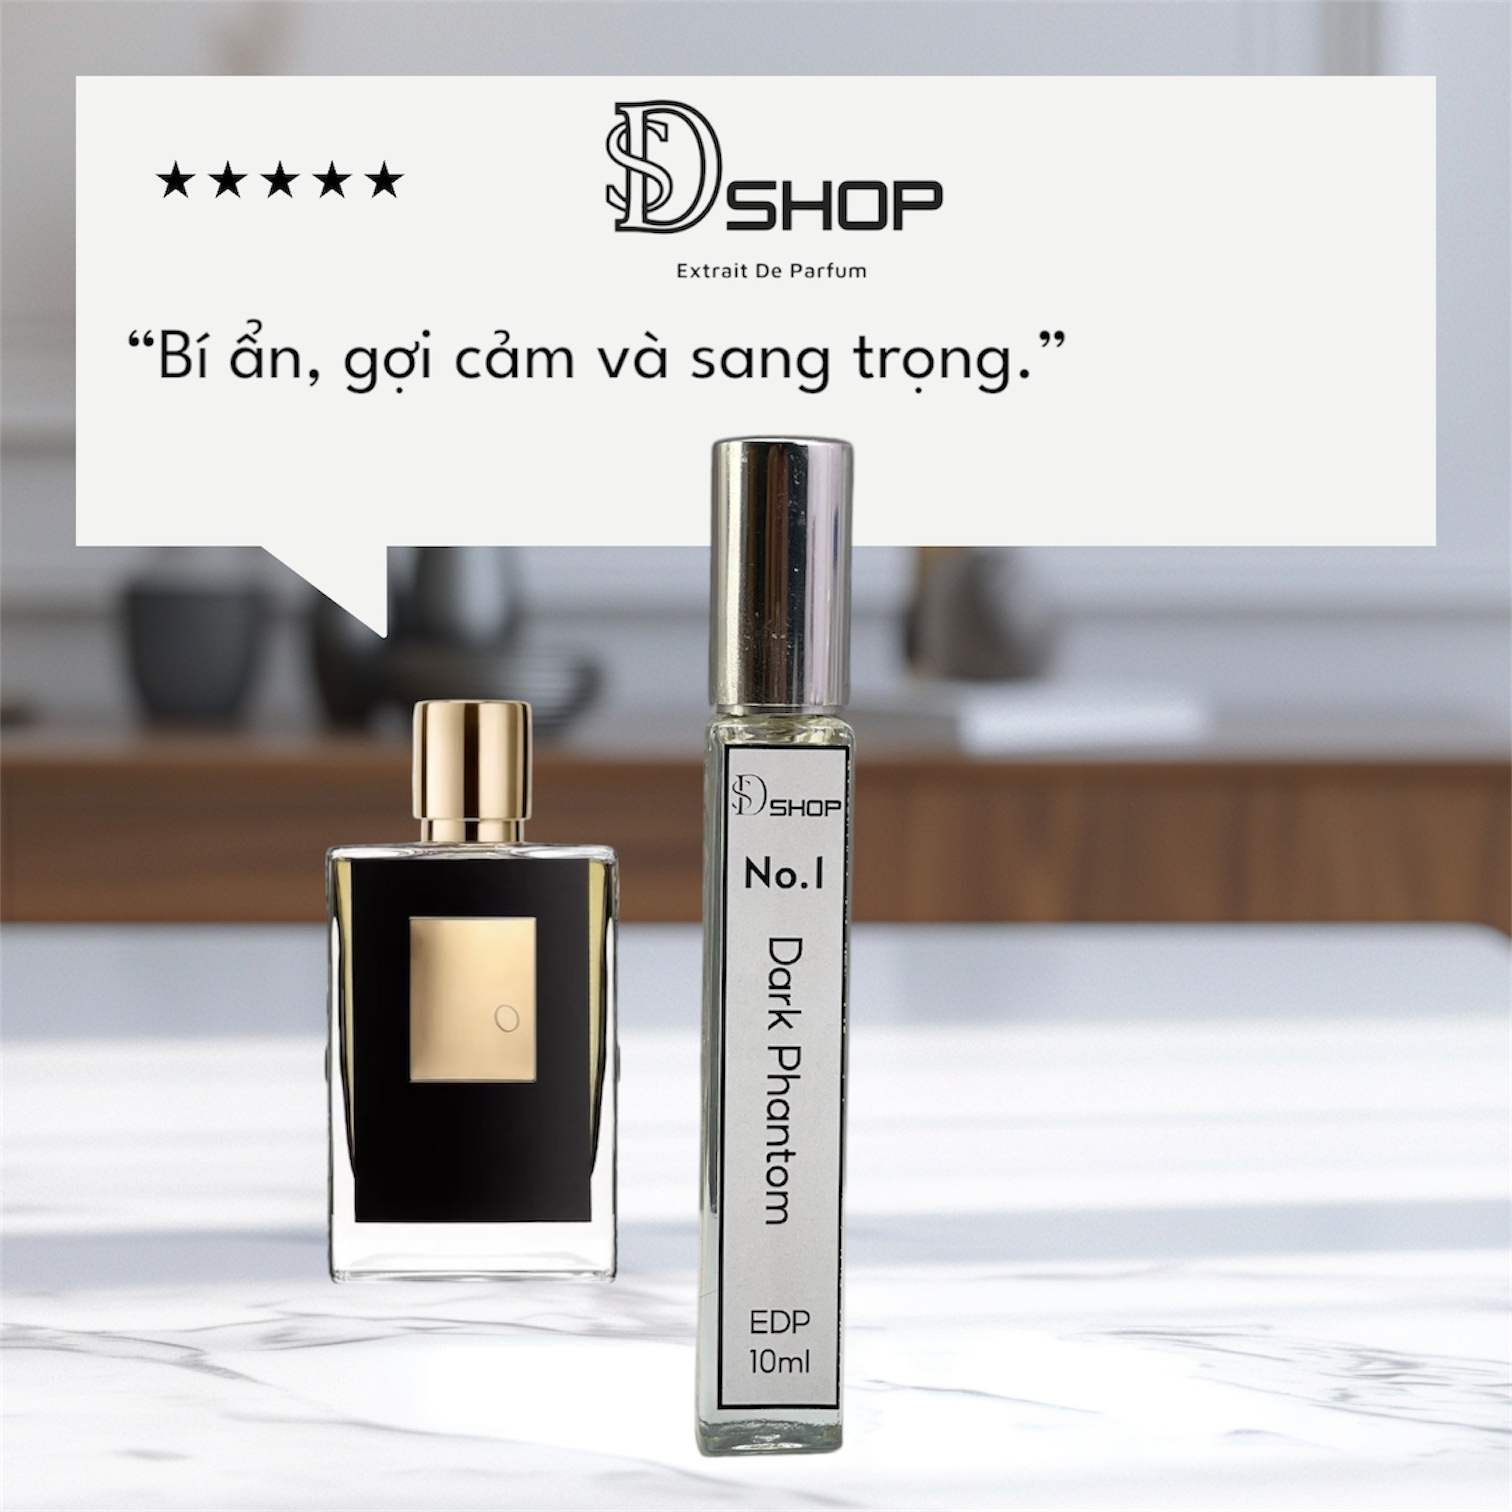 ★★★★★
SD SHOP
Extrait De Parfum
“Bí ẩn, gợi cảm và sang trọng.”
SD SHOP
No.1
Dark Phantom
EDP
10ml